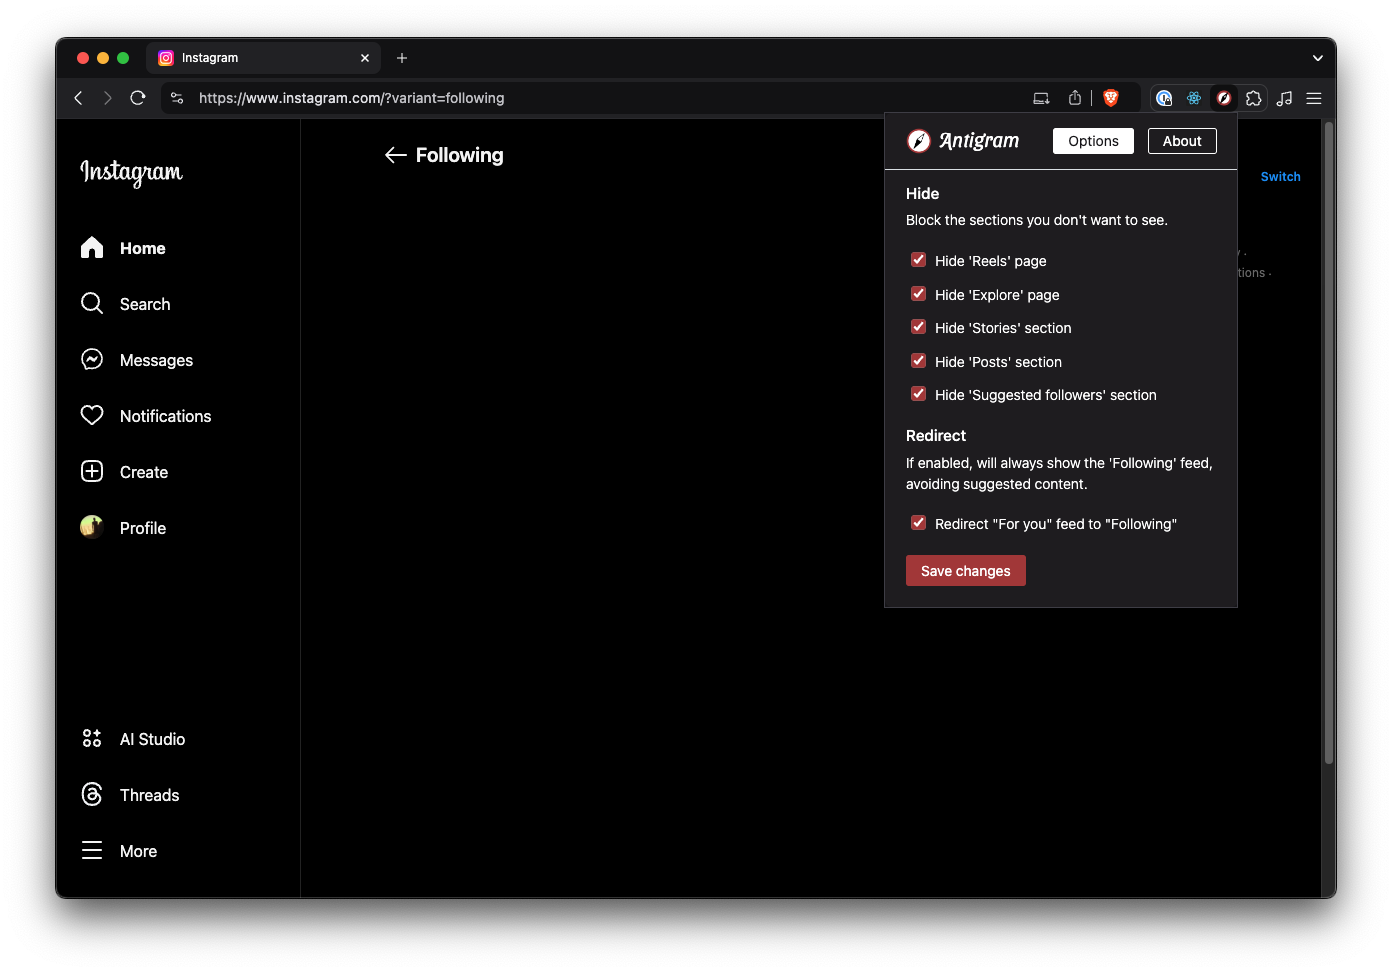 Instagram
https://www.instagram.com/?variant=following
Instagram
Home
Search
Messages
Notifications
Create
Profile
AI Studio
Threads
More
Following
Antigram
Options
About
Hide
Block the sections you don't want to see.
Hide 'Reels' page
Hide 'Explore' page
Hide 'Stories' section
Hide 'Posts' section
Hide 'Suggested followers' section
Redirect
If enabled, will always show the 'Following' feed,
avoiding suggested content.
Redirect "For you" feed to "Following"
Save changes
Switch